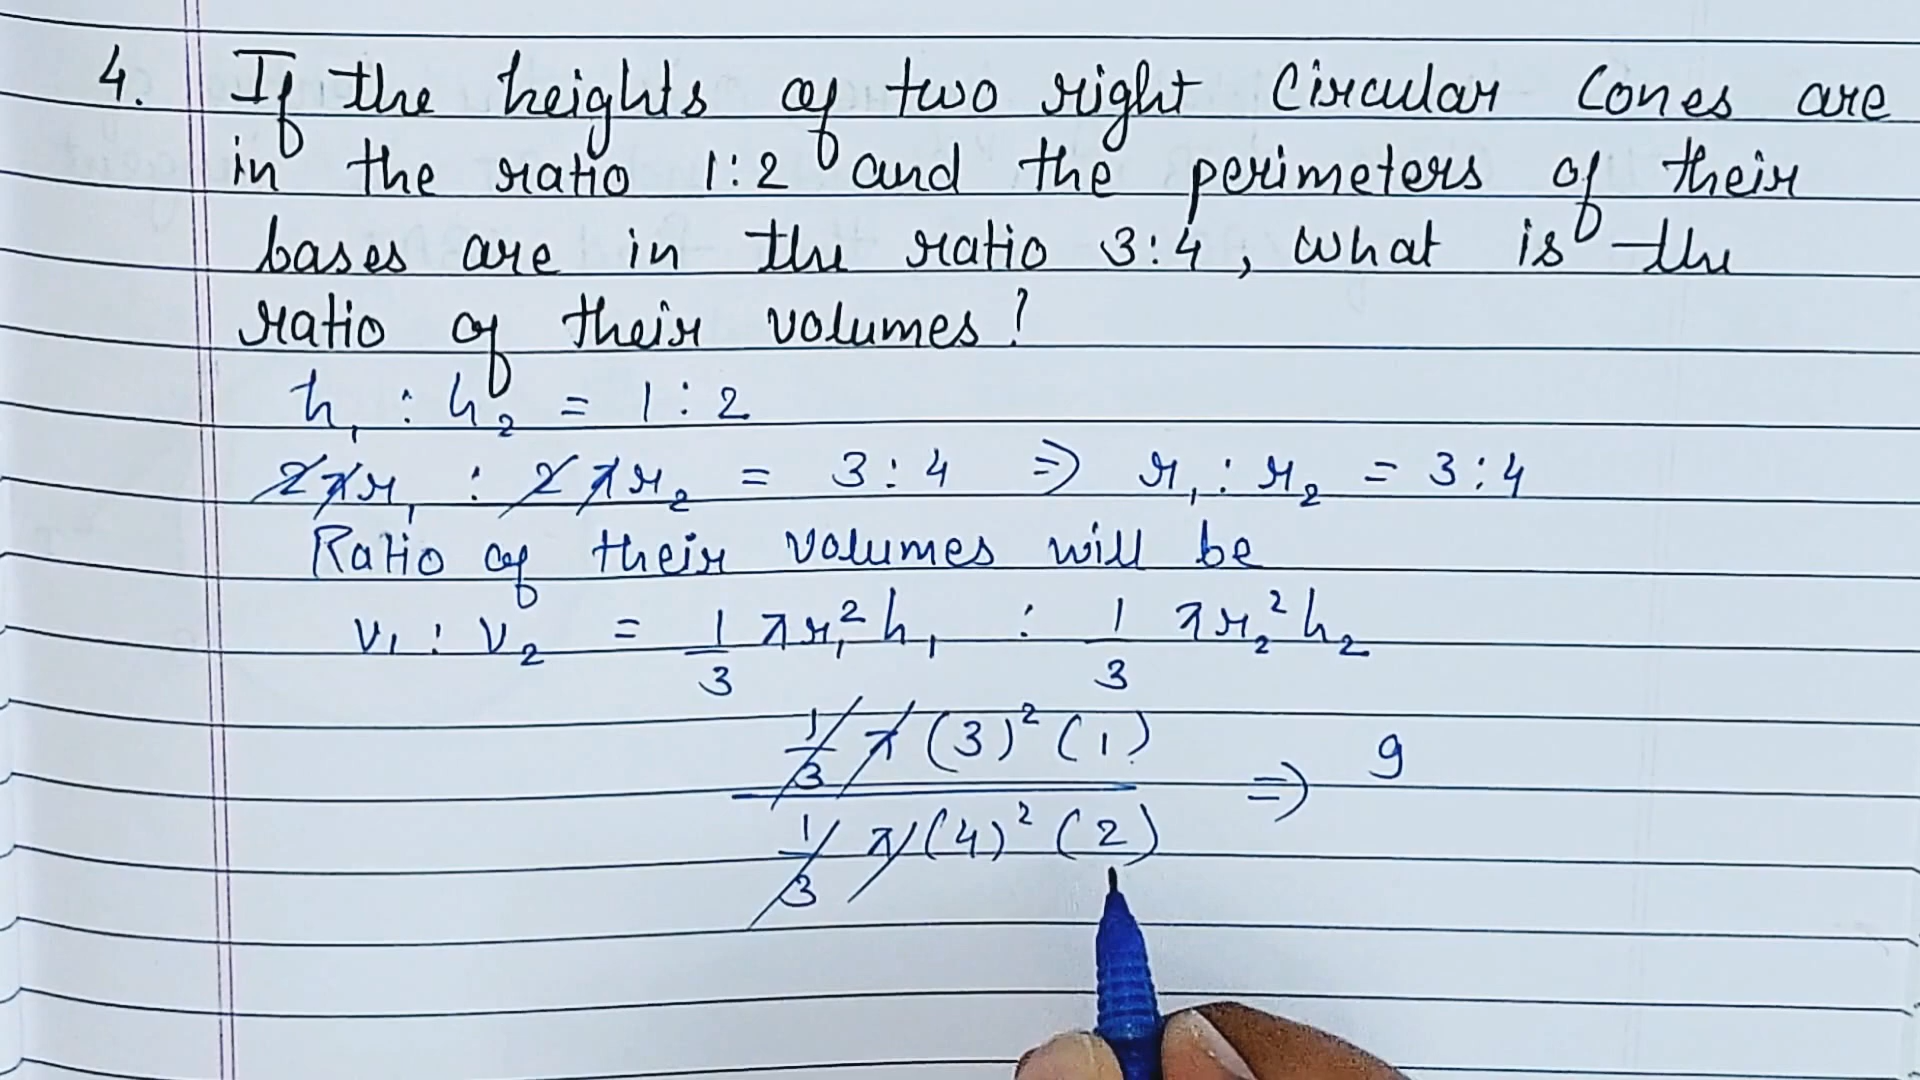 4. If the heights of two right Circular Cones are
in the ratio 1:2 and the perimeters of their
bases are in the ratio 3:4, what is the
ratio of their volumes?
h₁ : h₂ = 1 : 2
2πr₁ : 2πr₂ = 3 : 4 ⇒ r₁ : r₂ = 3 : 4
Ratio of their volumes will be
V₁ : V₂ = 1/3 πr₁²h₁ : 1/3 πr₂²h₂
1/3 π (3)² (1) ⇒ 9
1/3 π (4)² (2)